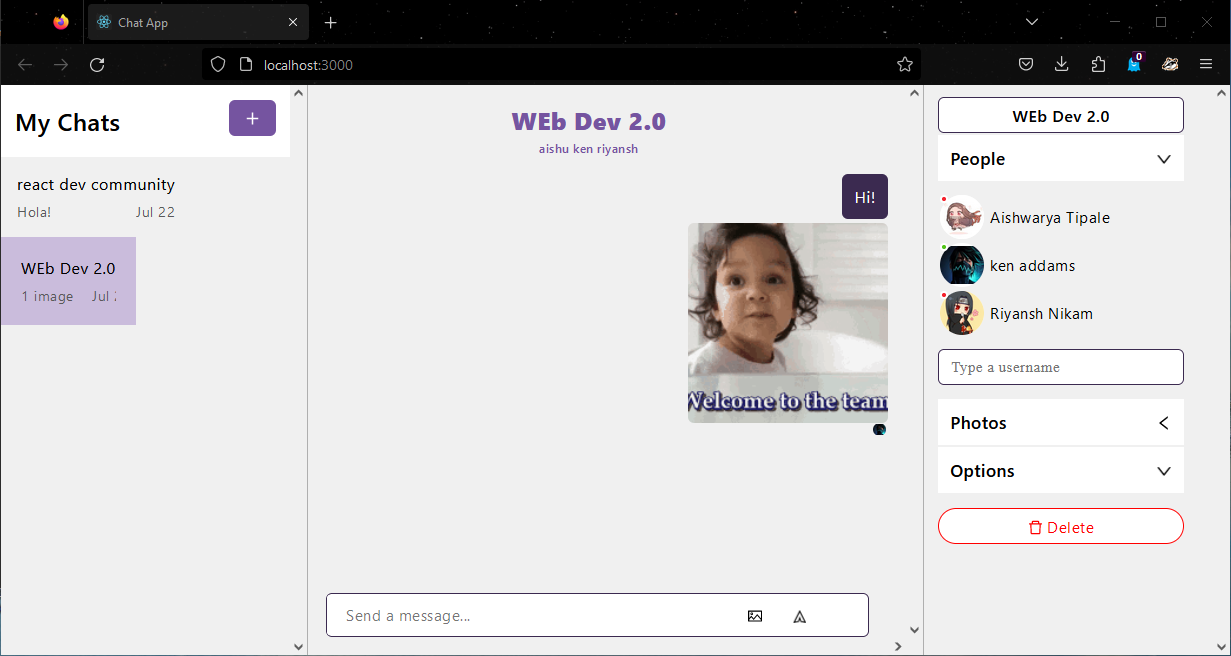 Chat App
localhost:3000
0
My Chats
+
react dev community
Hola!
Jul 22
WEb Dev 2.0
1 image
Jul
WEb Dev 2.0
aishu ken riyansh
Hi!
Welcome to the team
Send a message...
WEb Dev 2.0
People
Aishwarya Tipale
ken addams
Riyansh Nikam
Type a username
Photos
Options
Delete